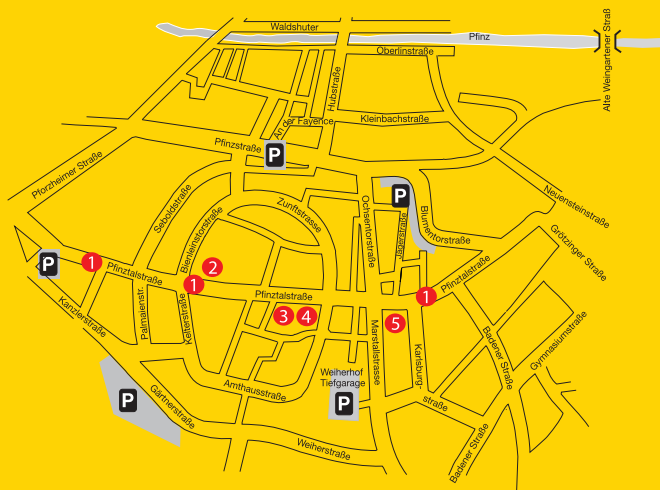 Waldshuter
Pfinz
Alte Weingartener Straß
Oberlinstraße
Hubstraße
An der Fayence
Kleinbachstraße
Pfinzstraße
P
Pforzheimer Straße
Seboldstraße
Bienleinstorstraße
Zunftstrasse
Ochsentorstraße
P
Jägerstraße
Blumentorstraße
Neuensteinstraße
Grötzinger Straße
P
1
Pfinztalstraße
2
1
Pfinztalstraße
Pfinztalstraße
1
Kanzlerstraße
Palmaienstr.
Kelterstraße
3
4
5
Marstallstrasse
Karlsburg-
straße
Badener Straße
Gymnasiumstraße
Weiherhof
Tiefgarage
P
Amthausstraße
P
Gärtnerstraße
Weiherstraße
Badener Straße